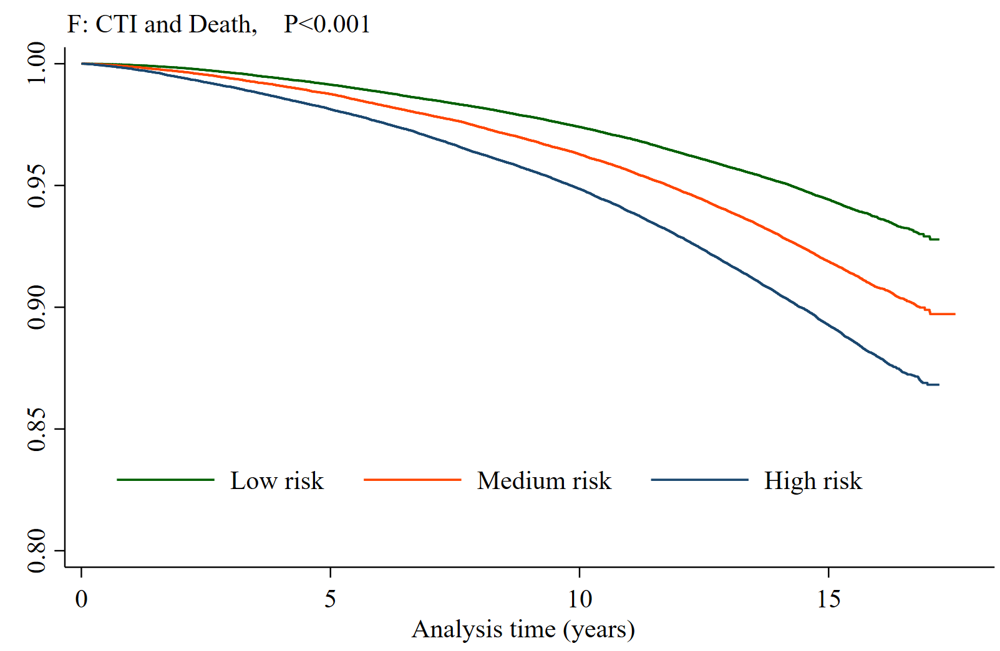 F: CTI and Death, P<0.001
1.00
0.95
0.90
0.85
0.80
Low risk Medium risk High risk
0 5 10 15
Analysis time (years)